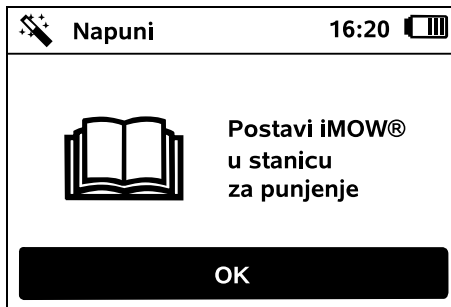 Napuni 16:20
Postavi iMOW®
u stanicu
za punjenje
OK